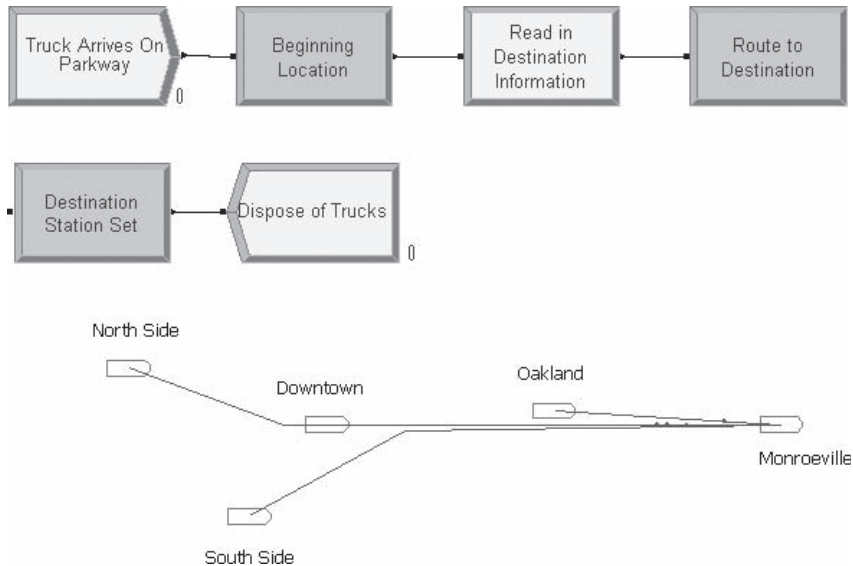 Truck Arrives On
Parkway
0
Beginning
Location
Read in
Destination
Information
Route to
Destination
Destination
Station Set
Dispose of Trucks
0
North Side
Downtown
Oakland
Monroeville
South Side